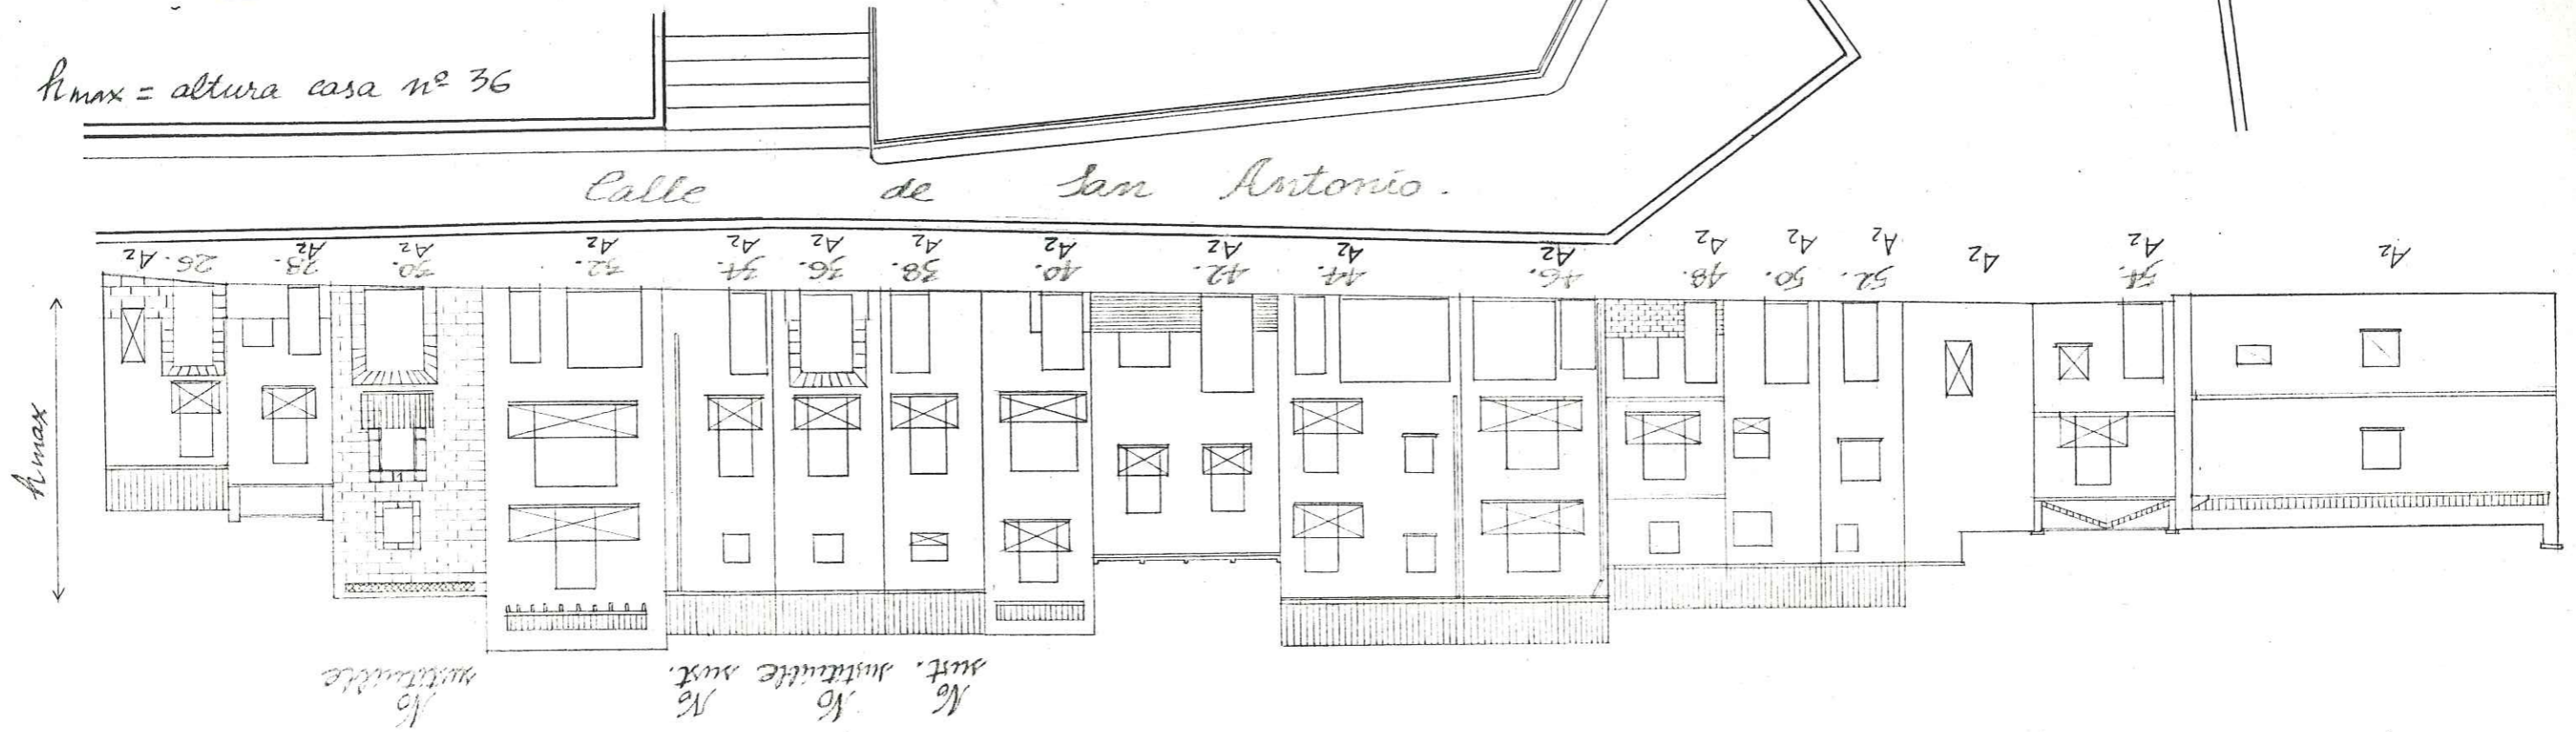 hmax = altura casa nº 36
Calle de San Antonio.
A2 A2 A2 A2 A2 A2 A2 A2 A2 A2 A2 A2 A2 A2 A2 A2 A2
26. 28. 30. 32. 34. 36. 38. 40. 42. 44. 46. 48. 50. 52. 54.
hmax
No
sustituible
No
sust.
No
sustituible
No
sust.